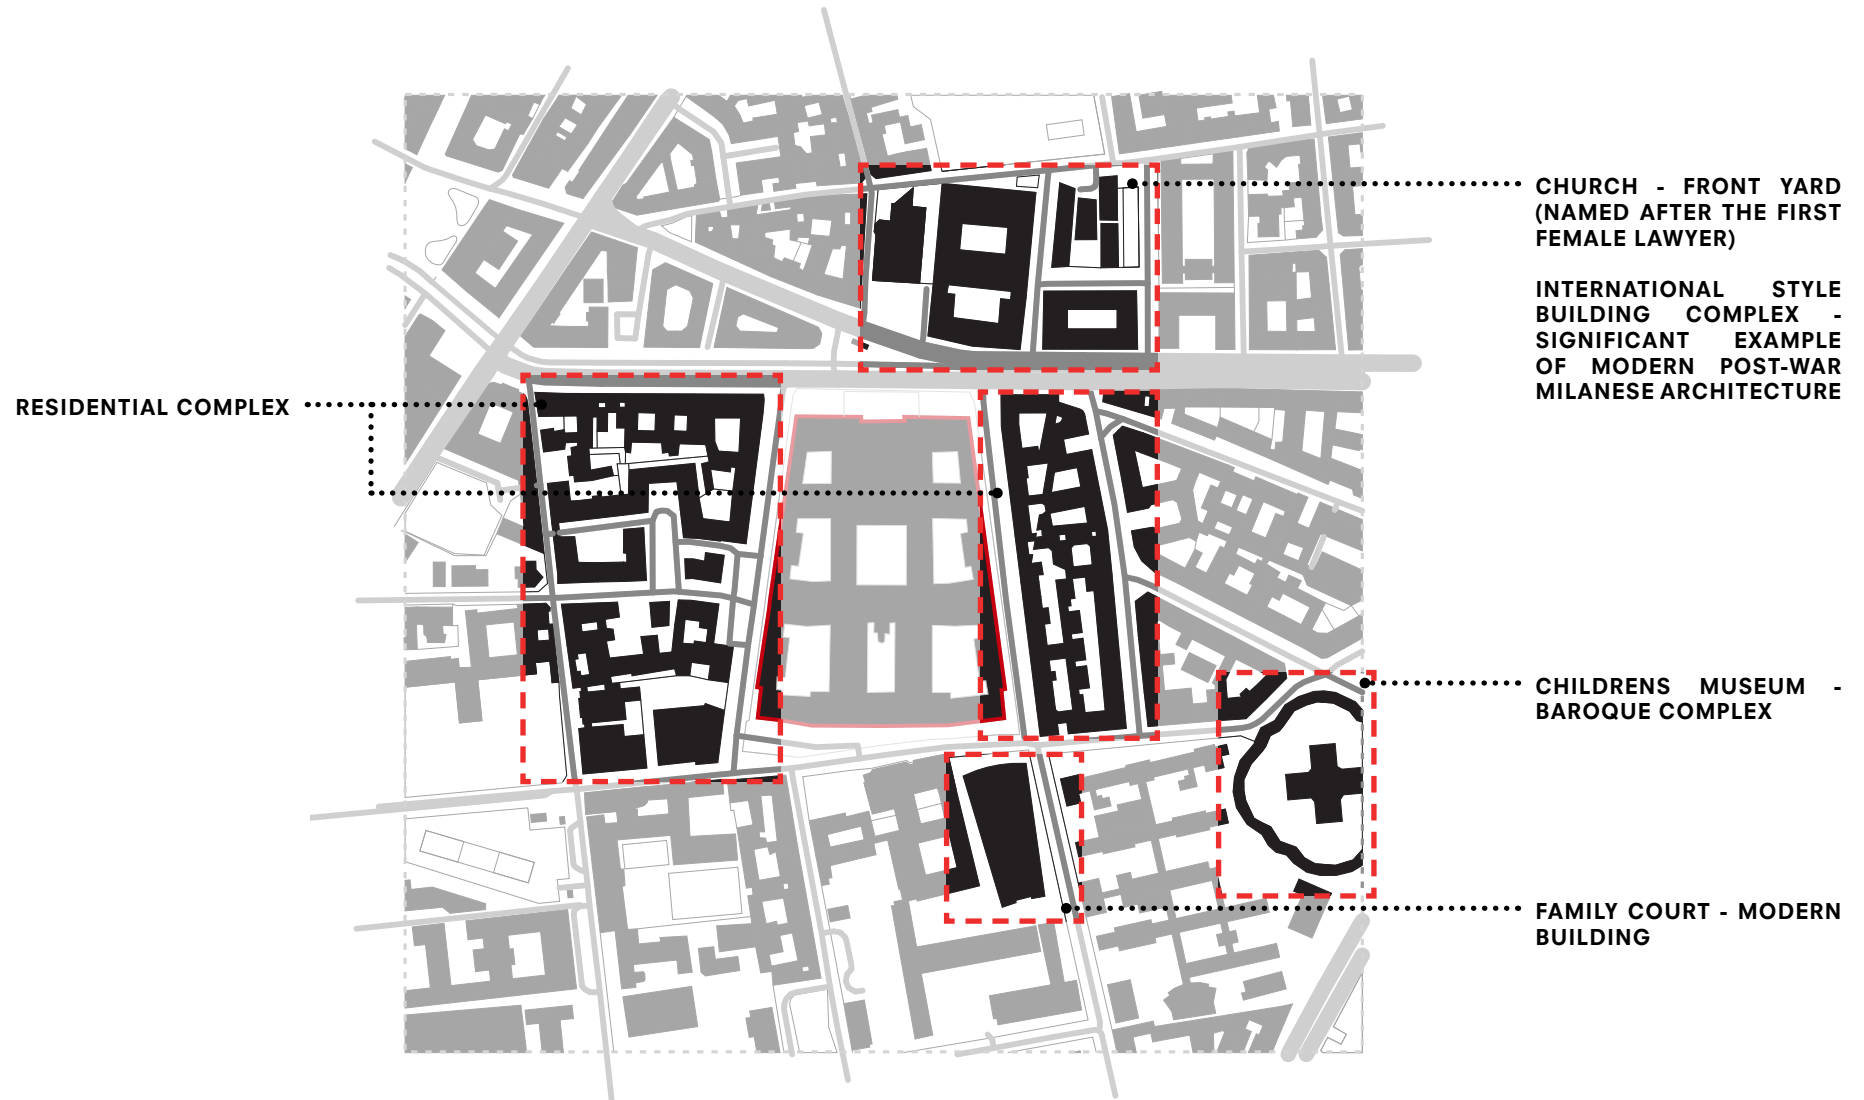 CHURCH - FRONT YARD
(NAMED AFTER THE FIRST
FEMALE LAWYER)
INTERNATIONAL STYLE
BUILDING COMPLEX -
SIGNIFICANT EXAMPLE
OF MODERN POST-WAR
MILANESE ARCHITECTURE
RESIDENTIAL COMPLEX
CHILDRENS MUSEUM -
BAROQUE COMPLEX
FAMILY COURT - MODERN
BUILDING